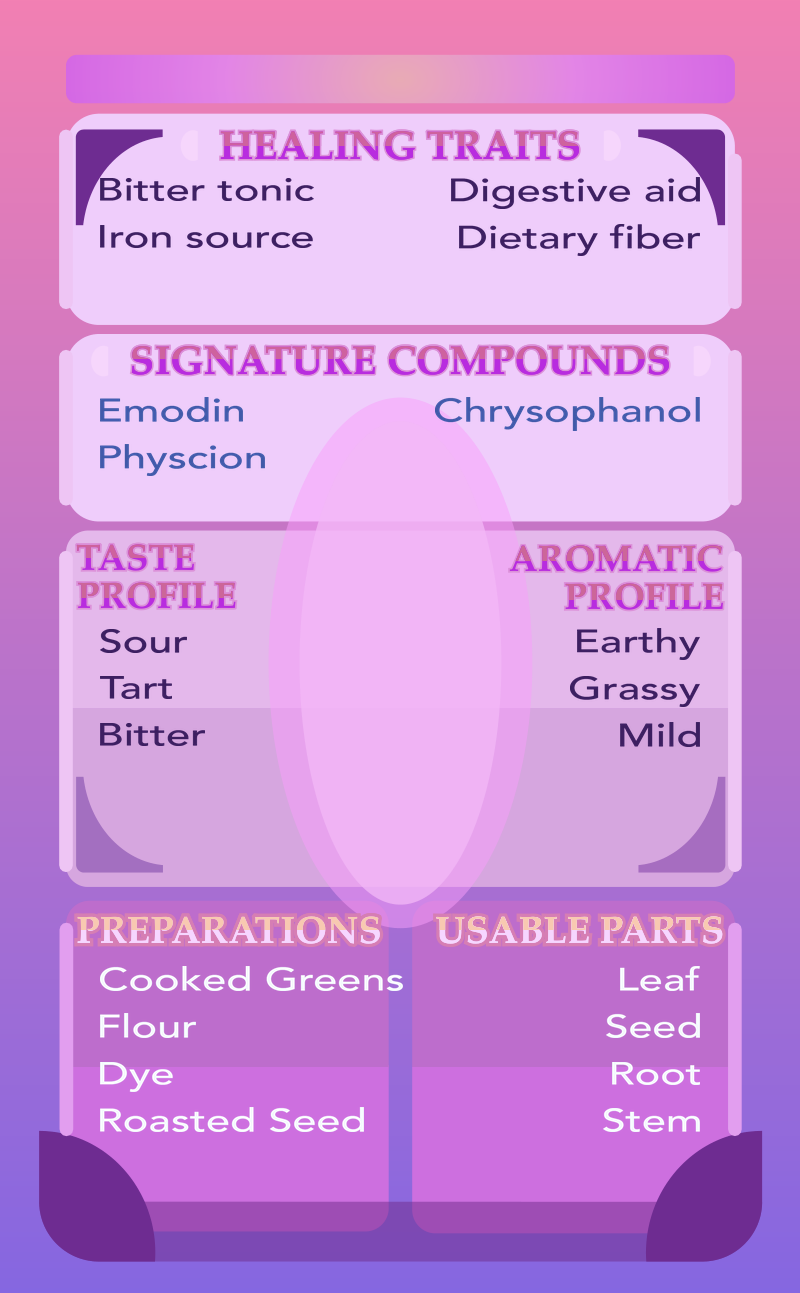 HEALING TRAITS
Bitter tonic
Digestive aid
Iron source
Dietary fiber
SIGNATURE COMPOUNDS
Emodin
Chrysophanol
Physcion
TASTE
PROFILE
Sour
Tart
Bitter
AROMATIC
PROFILE
Earthy
Grassy
Mild
PREPARATIONS
Cooked Greens
Flour
Dye
Roasted Seed
USABLE PARTS
Leaf
Seed
Root
Stem